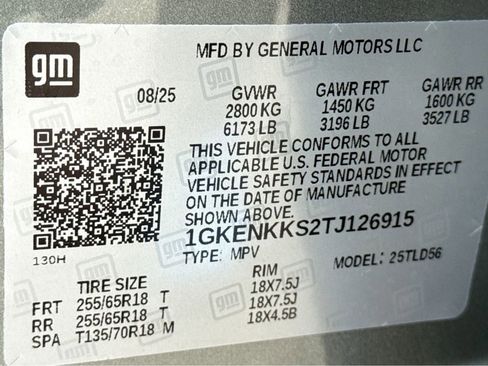 gm
MFD BY GENERAL MOTORS LLC
08/25 GVWR GAWR FRT GAWR RR
2800 KG 1450 KG 1600 KG
6173 LB 3196 LB 3527 LB
THIS VEHICLE CONFORMS TO ALL
APPLICABLE U.S. FEDERAL MOTOR
VEHICLE SAFETY STANDARDS IN EFFECT
ON THE DATE OF MANUFACTURE
SHOWN ABOVE.
1GKENKKS2TJ126915
130H TYPE: MPV MODEL: 25TLD56
TIRE SIZE RIM
FRT 255/65R18 T 18X7.5J
RR 255/65R18 T 18X7.5J
SPA T135/70R18 M 18X4.5B